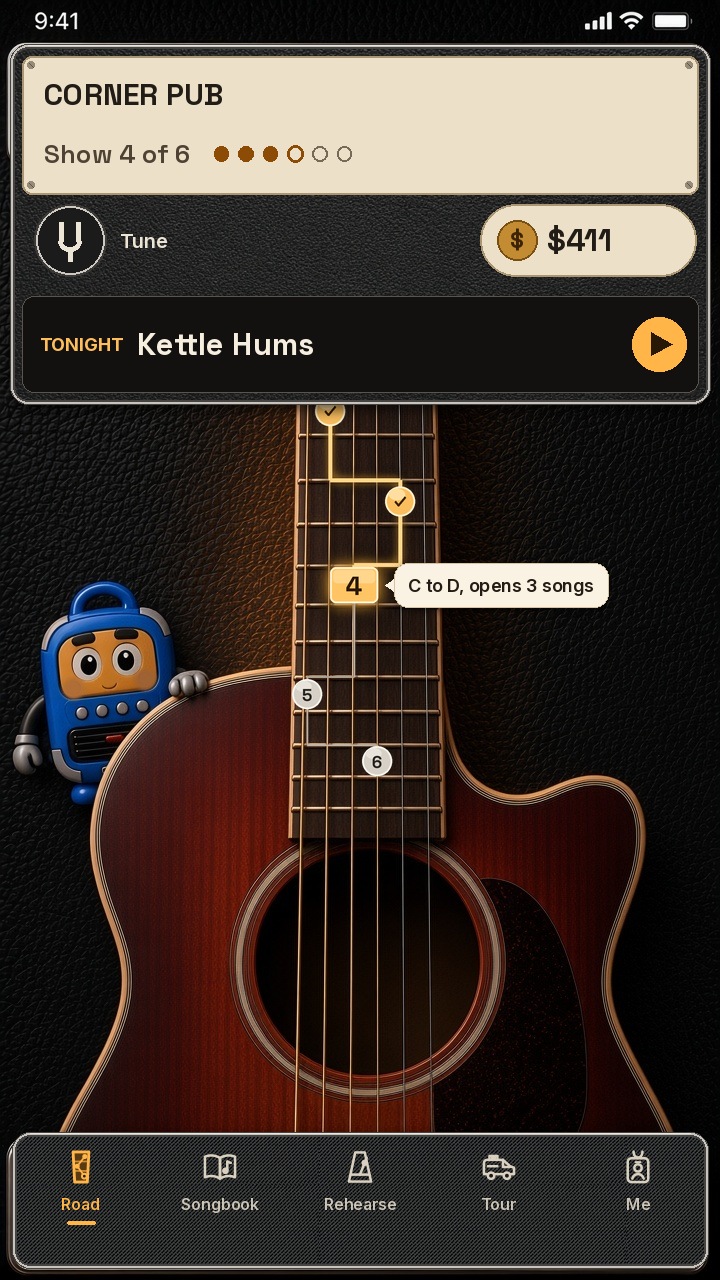 9:41
CORNER PUB
Show 4 of 6
Tune
$ $411
TONIGHT Kettle Hums
4 C to D, opens 3 songs
5
6
Road Songbook Rehearse Tour Me